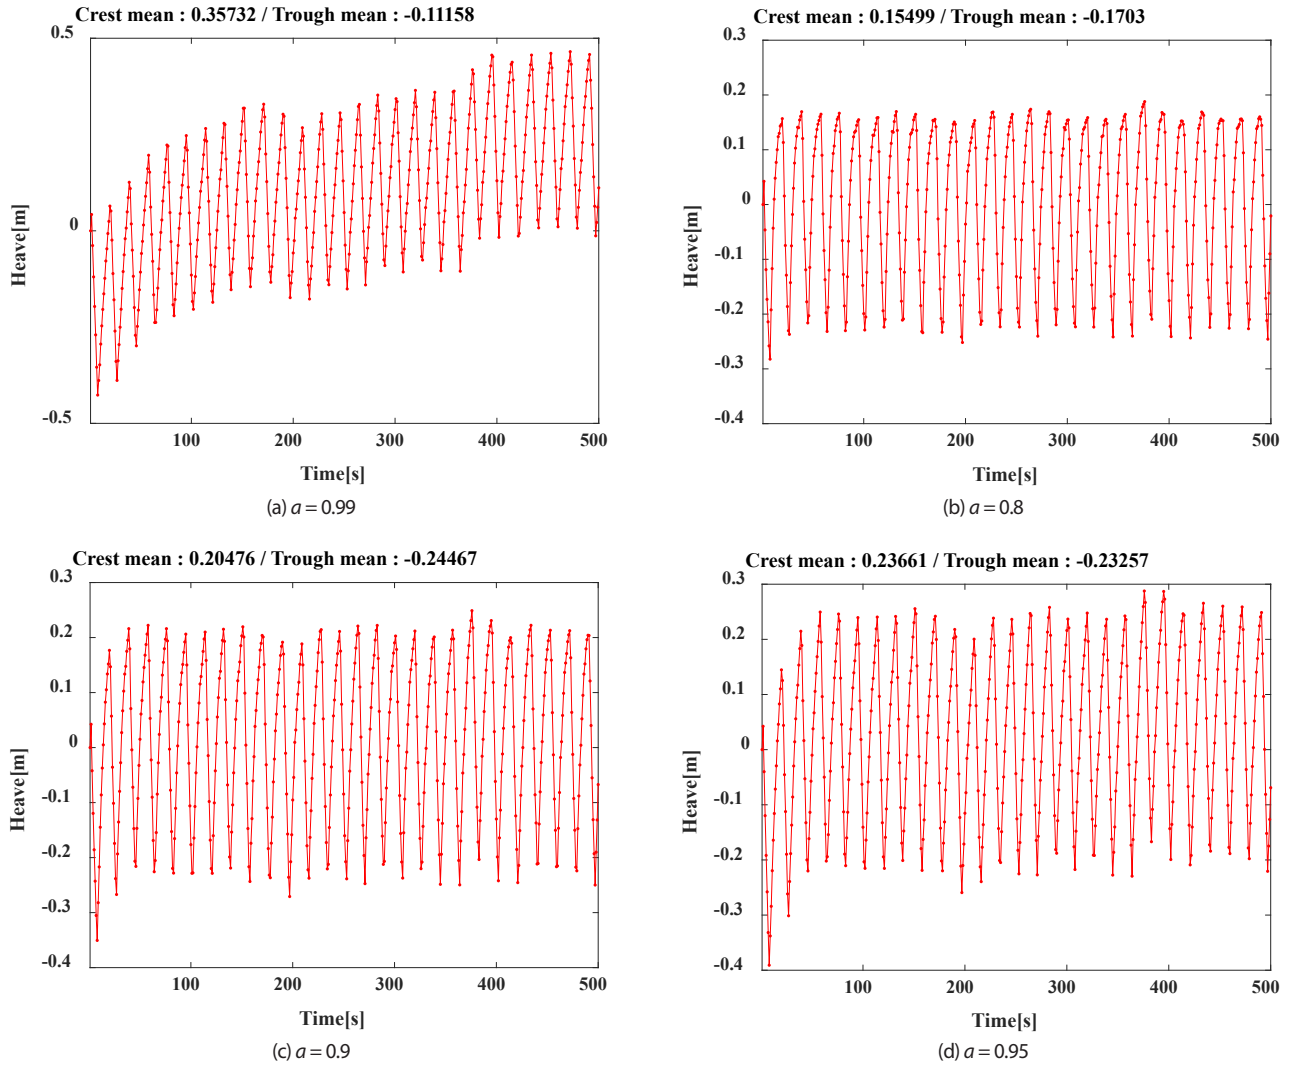 Crest mean : 0.35732 / Trough mean : -0.11158
0.5
0
-0.5
Heave[m]
100 200 300 400 500
Time[s]
(a) a = 0.99
Crest mean : 0.15499 / Trough mean : -0.1703
0.3
0.2
0.1
0
-0.1
-0.2
-0.3
-0.4
Heave[m]
100 200 300 400 500
Time[s]
(b) a = 0.8
Crest mean : 0.20476 / Trough mean : -0.24467
0.3
0.2
0.1
0
-0.1
-0.2
-0.3
-0.4
Heave[m]
100 200 300 400 500
Time[s]
(c) a = 0.9
Crest mean : 0.23661 / Trough mean : -0.23257
0.3
0.2
0.1
0
-0.1
-0.2
-0.3
-0.4
Heave[m]
100 200 300 400 500
Time[s]
(d) a = 0.95